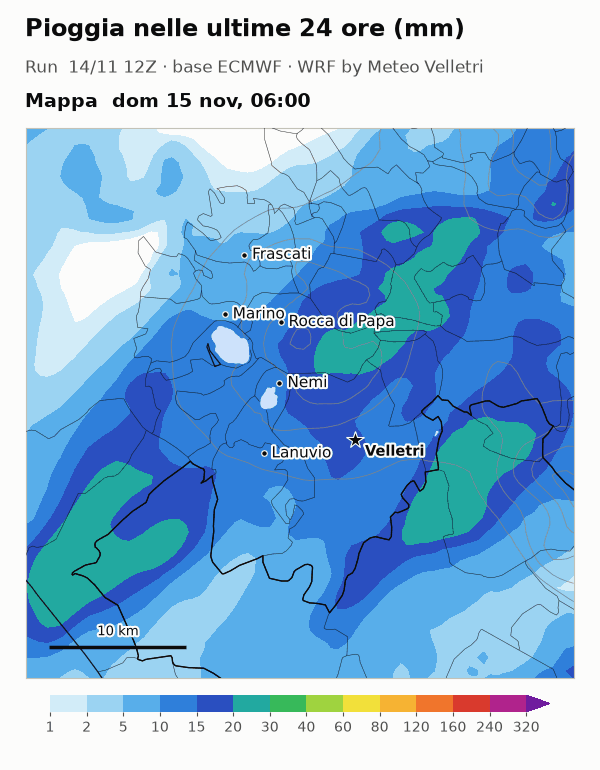 Pioggia nelle ultime 24 ore (mm)
Run  14/11 12Z · base ECMWF · WRF by Meteo Velletri
Mappa  dom 15 nov, 06:00
Frascati
Marino
Rocca di Papa
Nemi
Velletri
Lanuvio
10 km
1 2 5 10 15 20 30 40 60 80 120 160 240 320